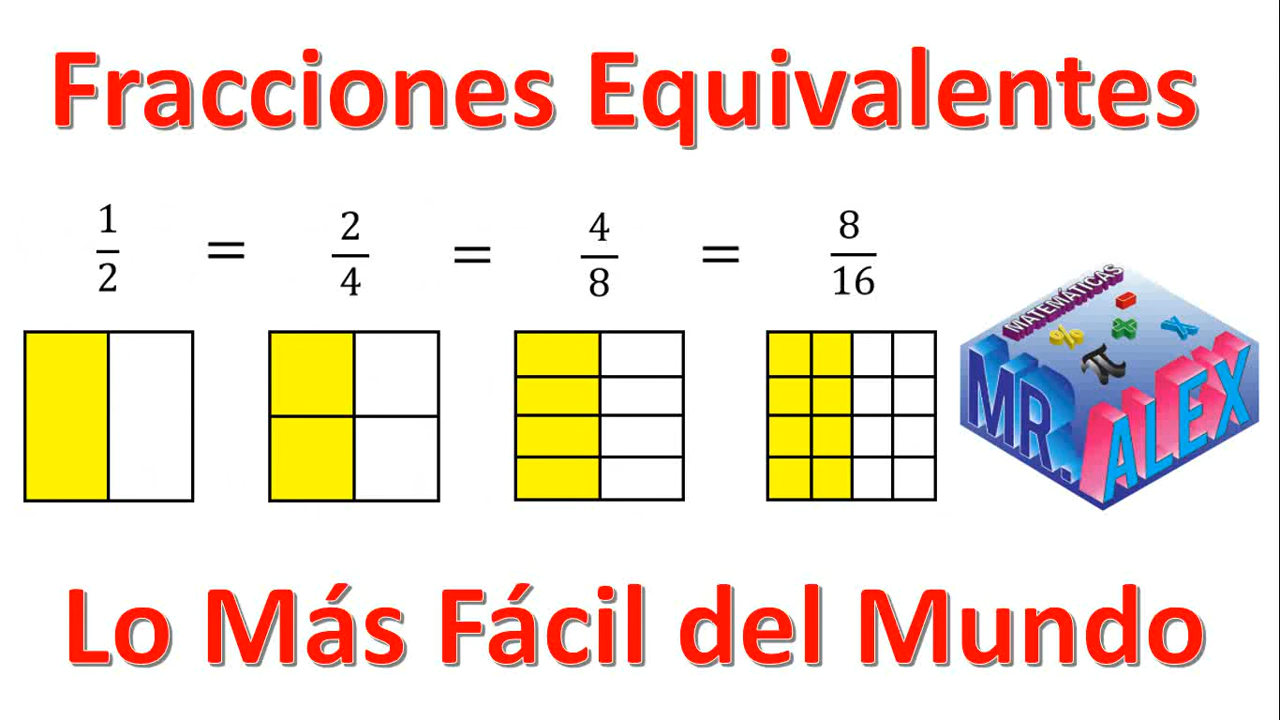 Fracciones Equivalentes
1/2 = 2/4 = 4/8 = 8/16
MATEMÁTICAS
% - + x π
MR. ALEX
Lo Más Fácil del Mundo